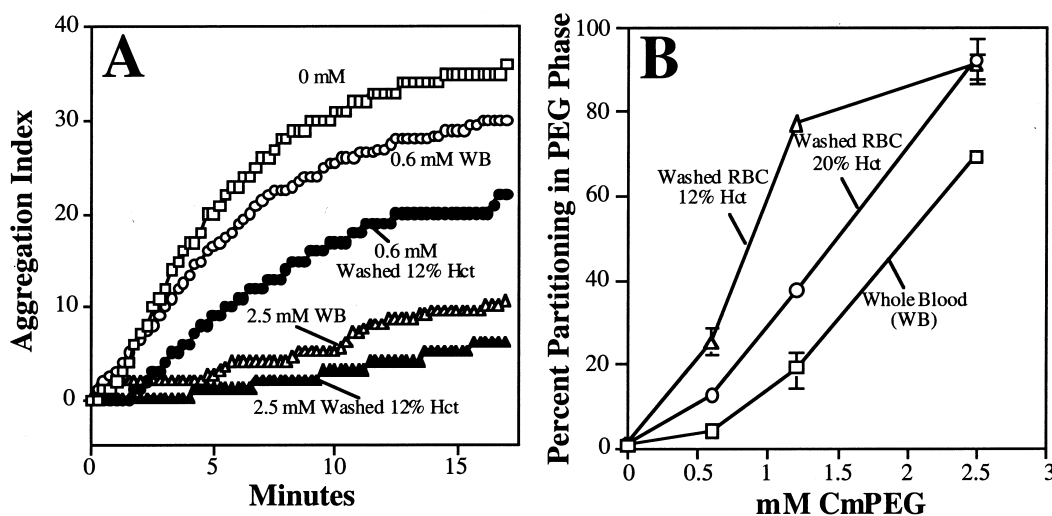 A
Aggregation Index
40
30
20
10
0
0 mM
0.6 mM WB
0.6 mM
Washed 12% Hct
2.5 mM WB
2.5 mM Washed 12% Hct
0
5
10
15
Minutes
B
Percent Partitioning in PEG Phase
100
80
60
40
20
0
Washed RBC
12% Hct
Washed RBC
20% Hct
Whole Blood
(WB)
0
0.5
1
1.5
2
2.5
3
mM CmPEG